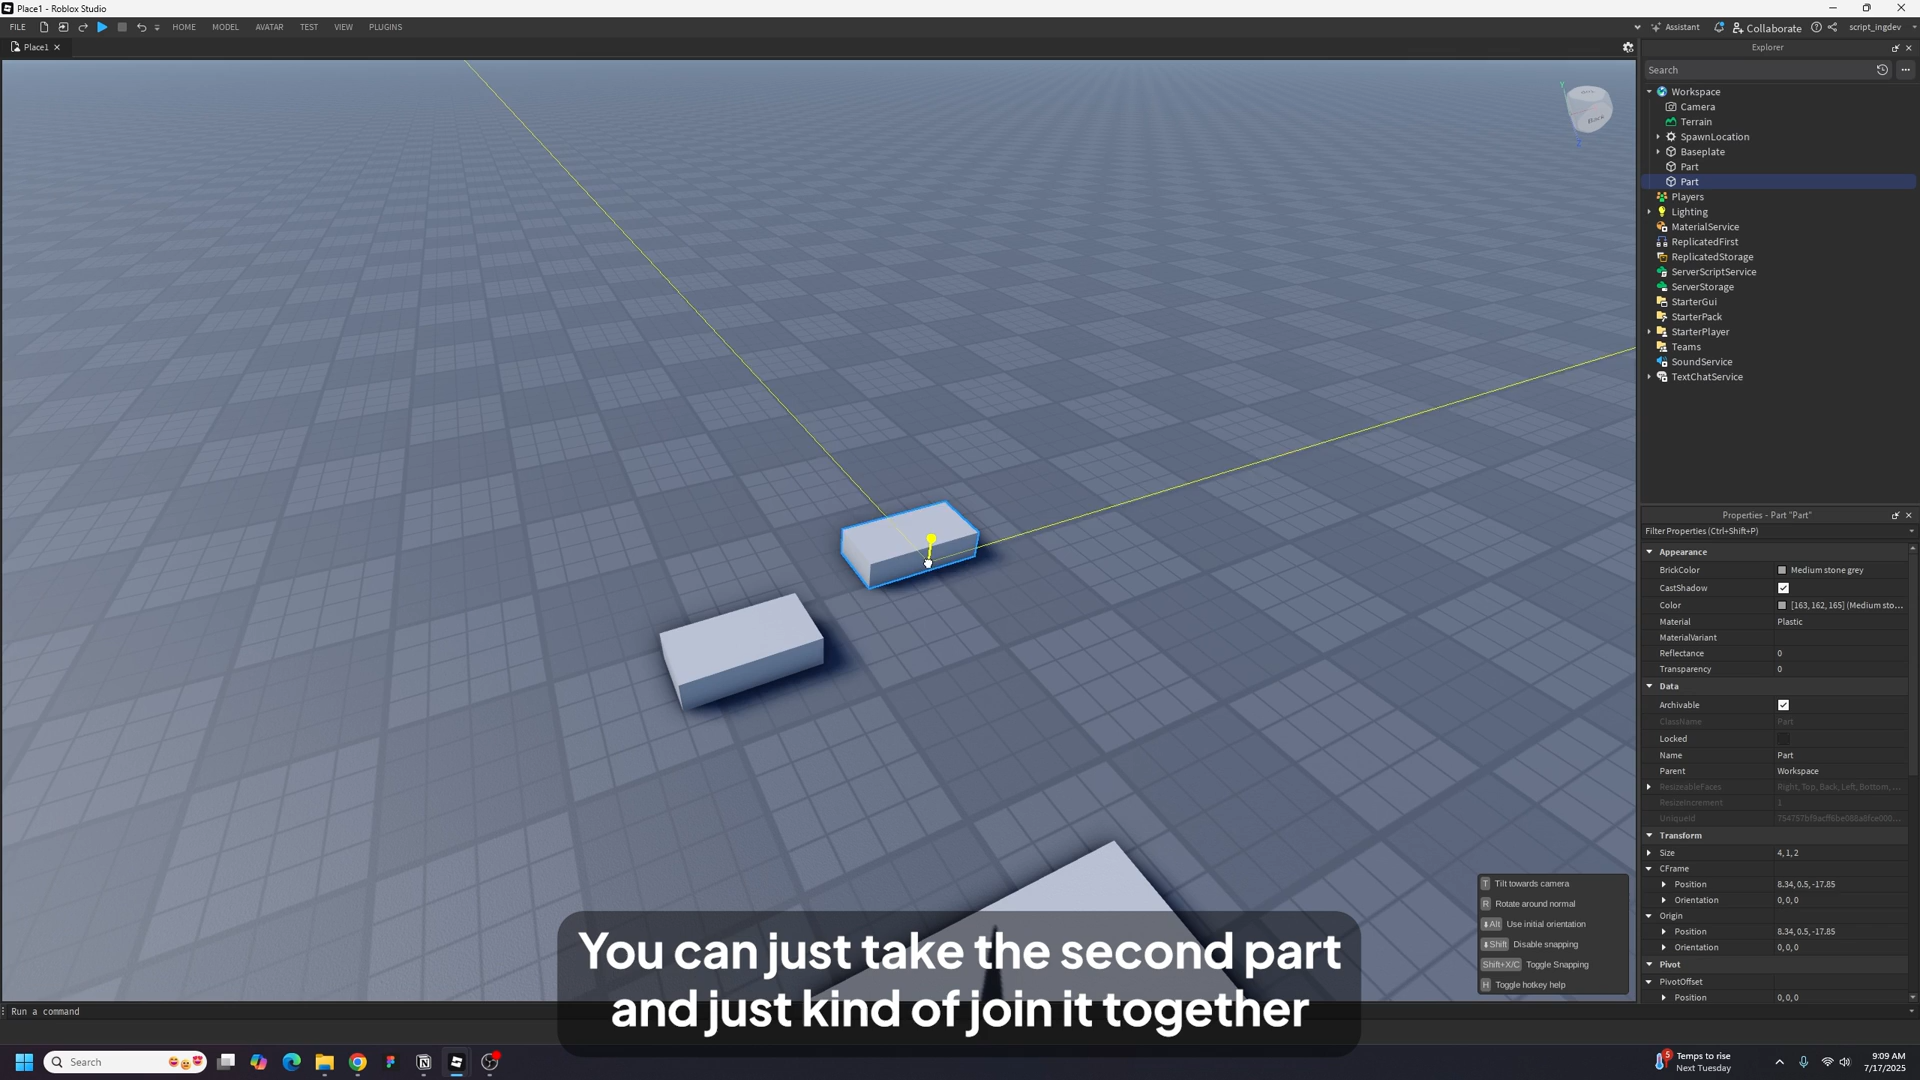 Place1 - Roblox Studio
FILE
HOME
MODEL
AVATAR
TEST
VIEW
PLUGINS
Assistant
Collaborate
script_ingdev
Place1
Explorer
Search
Workspace
Camera
Terrain
SpawnLocation
Baseplate
Part
Part
Players
Lighting
MaterialService
ReplicatedFirst
ReplicatedStorage
ServerScriptService
ServerStorage
StarterGui
StarterPack
StarterPlayer
Teams
SoundService
TextChatService
Y
Back
Z
Properties - Part "Part"
Filter Properties (Ctrl+Shift+P)
Appearance
BrickColor Medium stone grey
CastShadow
Color [163, 162, 165] (Medium sto...
Material Plastic
MaterialVariant
Reflectance 0
Transparency 0
Data
Archivable
ClassName Part
Locked
Name Part
Parent Workspace
ResizeableFaces Right, Top, Back, Left, Bottom, ...
ResizeIncrement 1
UniqueId
Transform
Size 4, 1, 2
CFrame
Position 8.34, 0.5, -17.85
Orientation 0, 0, 0
Origin
Position 8.34, 0.5, -17.85
Orientation 0, 0, 0
Pivot
PivotOffset
Position 0, 0, 0
T Tilt towards camera
R Rotate around normal
Alt Use initial orientation
Shift Disable snapping
Shift+X/C Toggle Snapping
H Toggle hotkey help
You can just take the second part
and just kind of join it together
Run a command
Search
5
Temps to rise
Next Tuesday
9:09 AM
7/17/2025